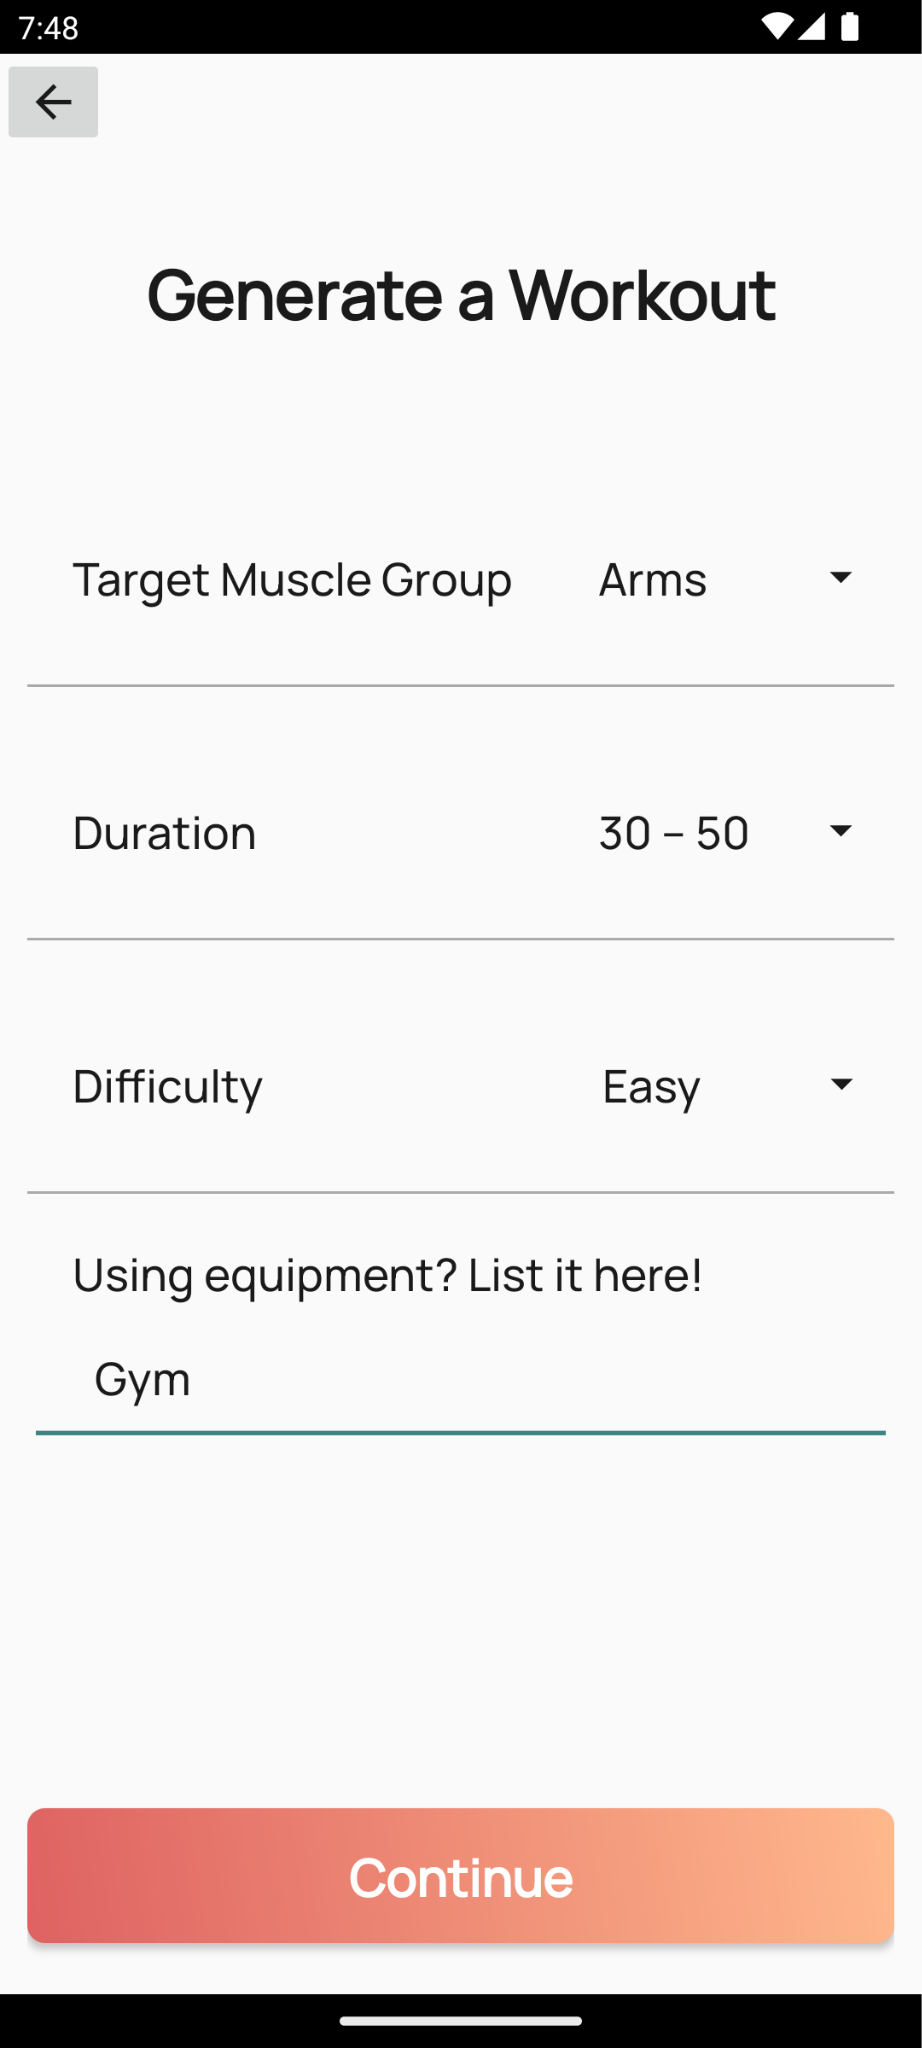 7:48
Generate a Workout
Target Muscle Group Arms
Duration 30 – 50
Difficulty Easy
Using equipment? List it here!
Gym
Continue